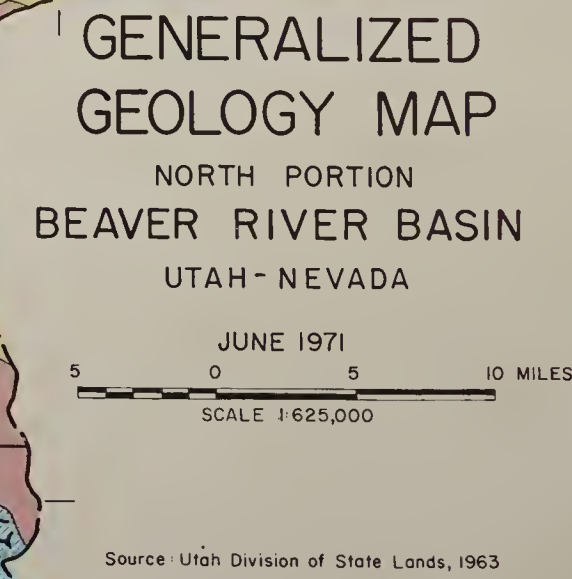 GENERALIZED
GEOLOGY MAP
NORTH PORTION
BEAVER RIVER BASIN
UTAH-NEVADA
JUNE 1971
5 0 5 10 MILES
SCALE 1:625,000
Source: Utah Division of State Lands, 1963